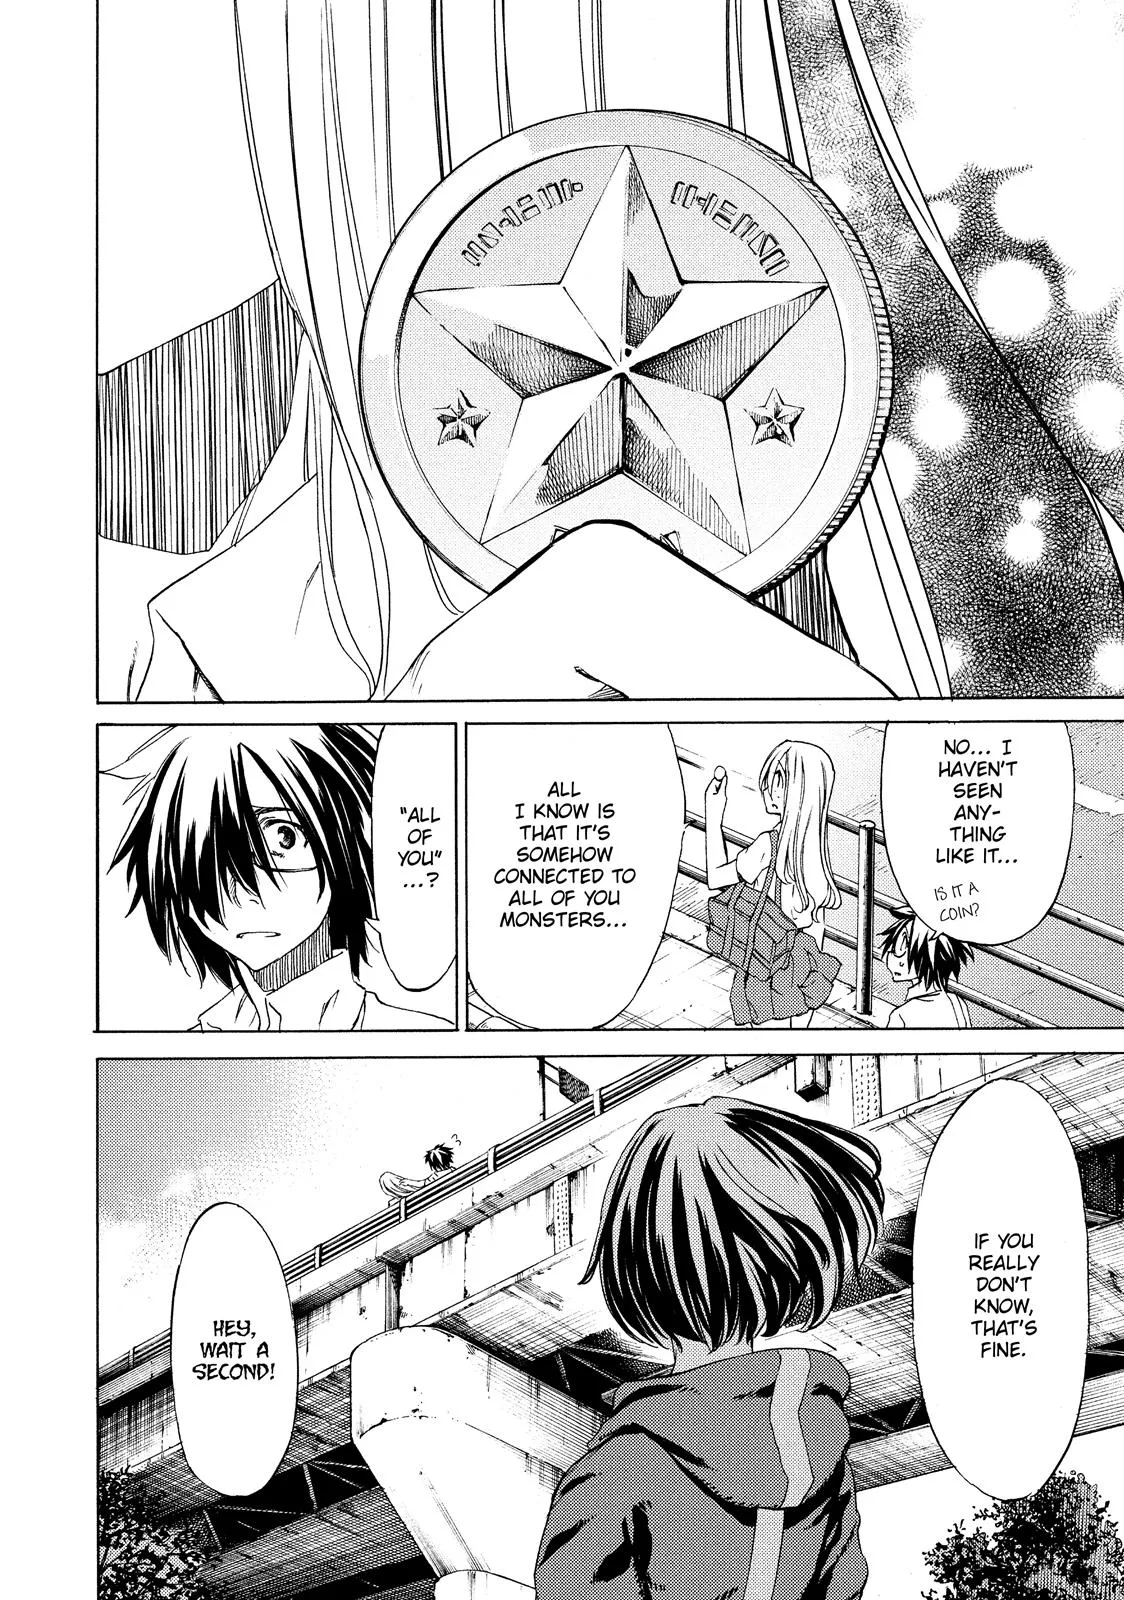 NO... I
HAVEN'T
SEEN
ANY-
THING
LIKE IT...
IS IT A
COIN?
ALL
I KNOW IS
THAT IT'S
SOMEHOW
CONNECTED TO
ALL OF YOU
MONSTERS...
"ALL
OF
YOU"
...?
IF YOU
REALLY
DON'T
KNOW,
THAT'S
FINE.
HEY,
WAIT A
SECOND!